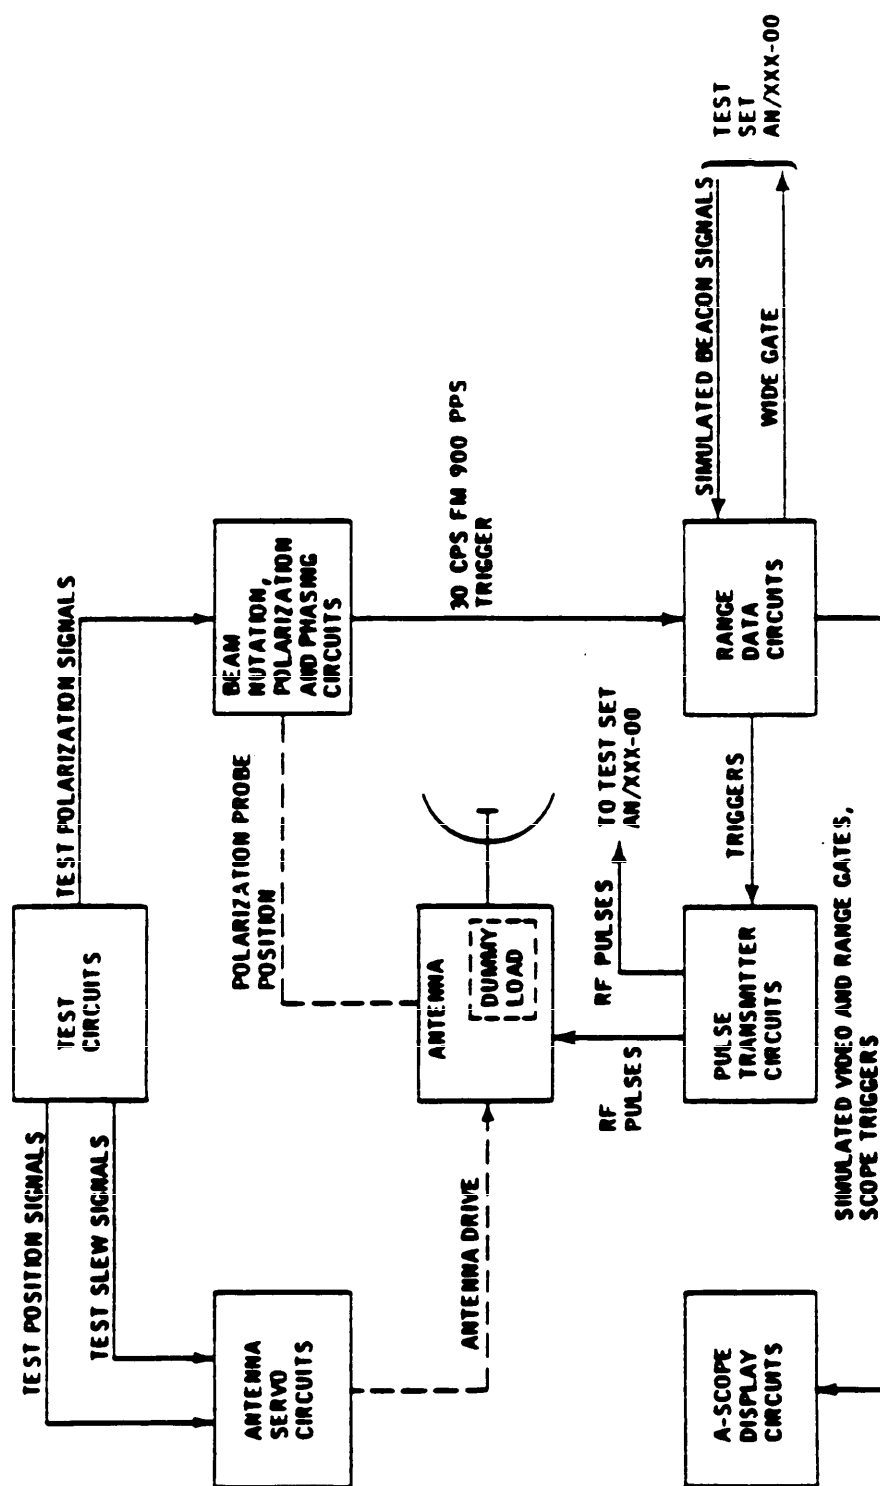 TEST POSITION SIGNALS
TEST SLEW SIGNALS
TEST
CIRCUITS
TEST POLARIZATION SIGNALS
ANTENNA
SERVO
CIRCUITS
BEAM
NUTATION,
POLARIZATION
AND PHASING
CIRCUITS
POLARIZATION PROBE
POSITION
ANTENNA DRIVE
ANTENNA
DUMMY
LOAD
30 CPS FM 900 PPS
TRIGGER
RF
PULSES
RF PULSES
TO TEST SET
AN/XXX-00
A-SCOPE
DISPLAY
CIRCUITS
PULSE
TRANSMITTER
CIRCUITS
TRIGGERS
RANGE
DATA
CIRCUITS
SIMULATED BEACON SIGNALS
WIDE GATE
TEST
SET
AN/XXX-00
SIMULATED VIDEO AND RANGE GATES,
SCOPE TRIGGERS